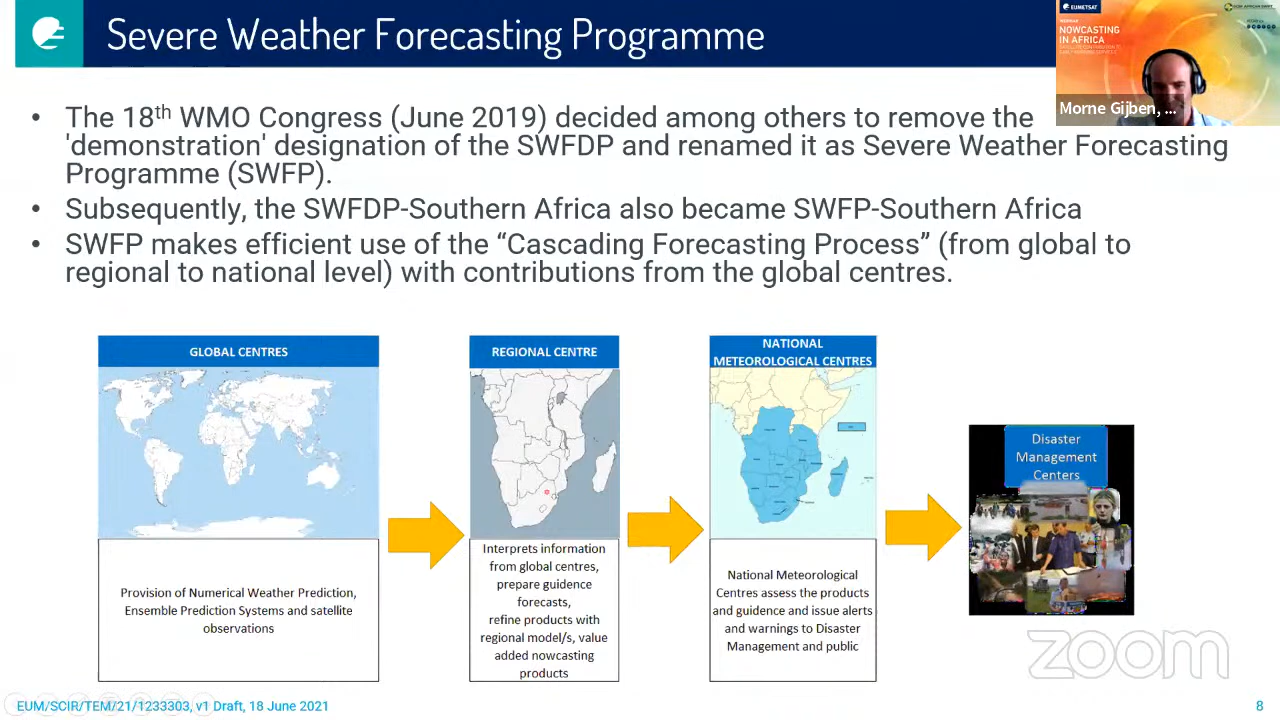 Severe Weather Forecasting Programme
EUMETSAT
WEBINAR
NOWCASTING
IN AFRICA
Morne Gijben, ...
• The 18th WMO Congress (June 2019) decided among others to remove the
'demonstration' designation of the SWFDP and renamed it as Severe Weather Forecasting
Programme (SWFP).
• Subsequently, the SWFDP-Southern Africa also became SWFP-Southern Africa
• SWFP makes efficient use of the “Cascading Forecasting Process” (from global to
regional to national level) with contributions from the global centres.
GLOBAL CENTRES
Provision of Numerical Weather Prediction,
Ensemble Prediction Systems and satellite
observations
REGIONAL CENTRE
Interprets information
from global centres,
prepare guidance
forecasts,
refine products with
regional model/s, value
added nowcasting
products
NATIONAL
METEOROLOGICAL CENTRES
National Meteorological
Centres assess the products
and guidance and issue alerts
and warnings to Disaster
Management and public
Disaster
Management
Centers
zoom
EUM/SCIR/TEM/21/1233303, v1 Draft, 18 June 2021
8